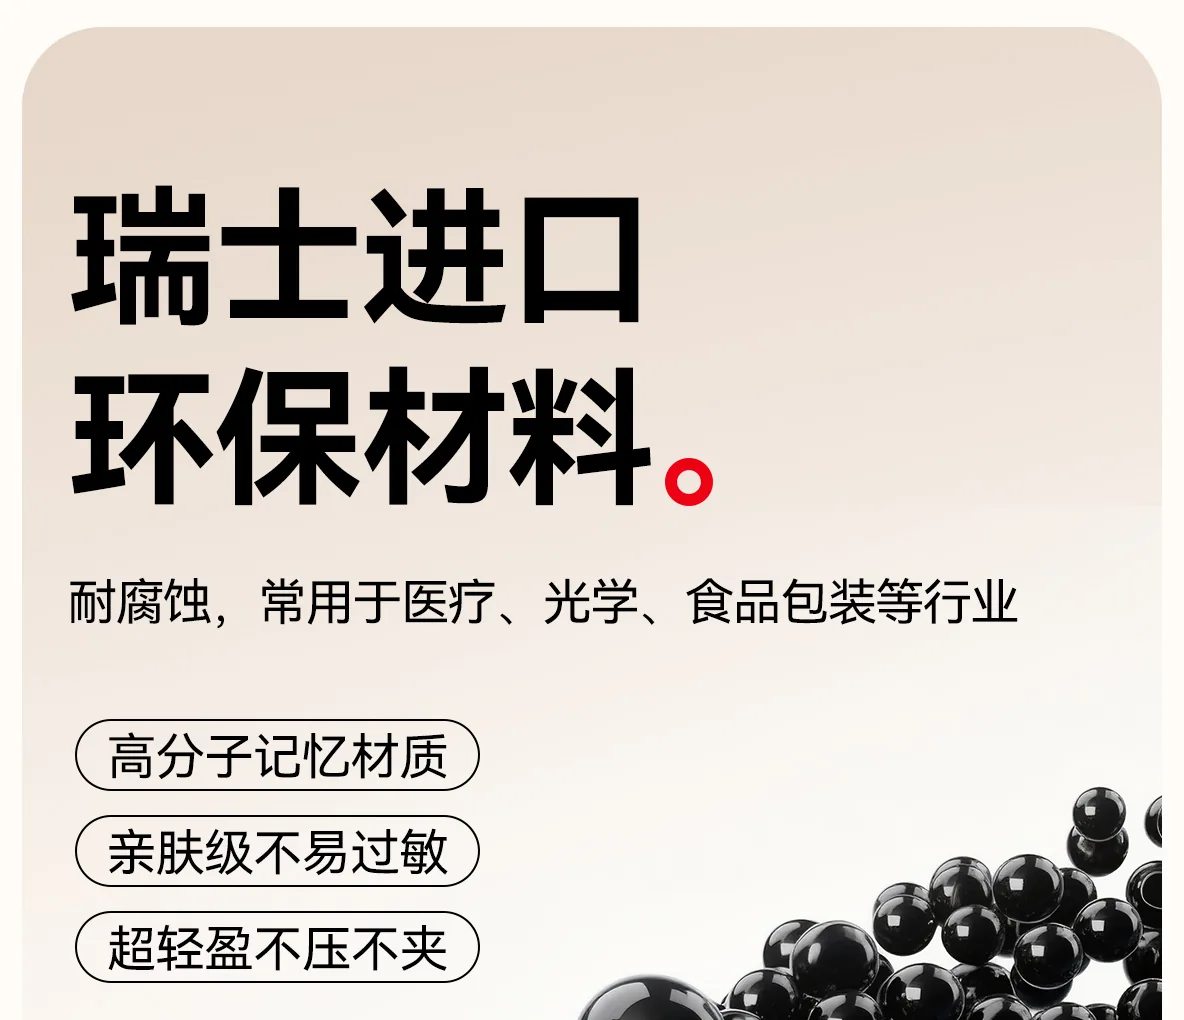 瑞士进口
环保材料。
耐腐蚀，常用于医疗、光学、食品包装等行业
高分子记忆材质
亲肤级不易过敏
超轻盈不压不夹